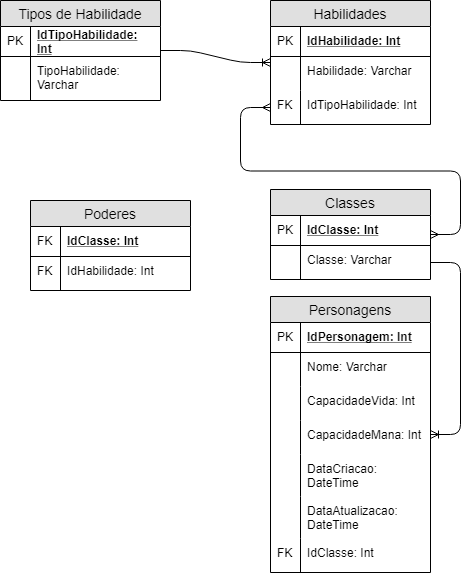 Tipos de Habilidade
PK IdTipoHabilidade:
Int
TipoHabilidade:
Varchar
Habilidades
PK IdHabilidade: Int
Habilidade: Varchar
FK IdTipoHabilidade: Int
Poderes
FK IdClasse: Int
FK IdHabilidade: Int
Classes
PK IdClasse: Int
Classe: Varchar
Personagens
PK IdPersonagem: Int
Nome: Varchar
CapacidadeVida: Int
CapacidadeMana: Int
DataCriacao:
DateTime
DataAtualizacao:
DateTime
FK IdClasse: Int